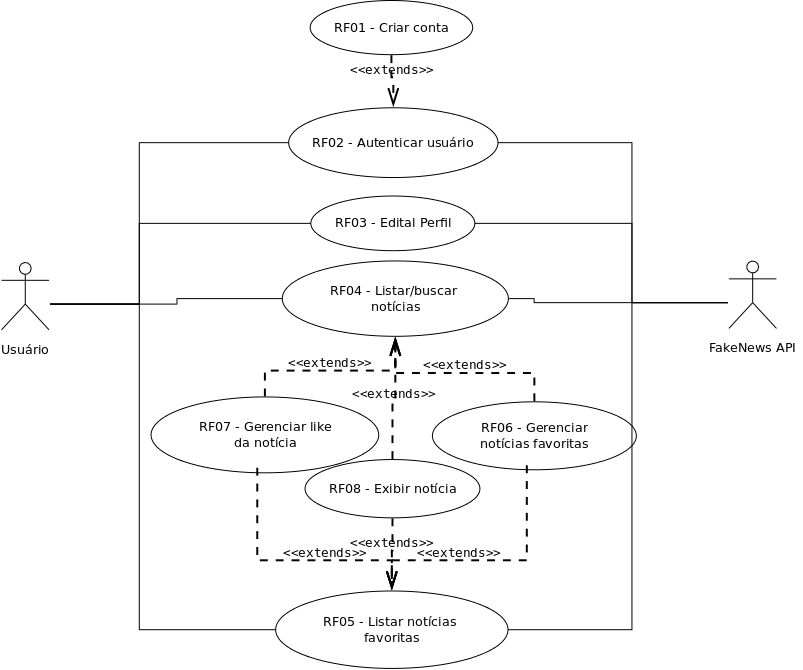 RF01 - Criar conta
<<extends>>
RF02 - Autenticar usuário
RF03 - Edital Perfil
RF04 - Listar/buscar
notícias
Usuário
FakeNews API
<<extends>>
<<extends>>
<<extends>>
RF07 - Gerenciar like
da notícia
RF06 - Gerenciar
notícias favoritas
RF08 - Exibir notícia
<<extends>>
<<extends>>
<<extends>>
RF05 - Listar notícias
favoritas